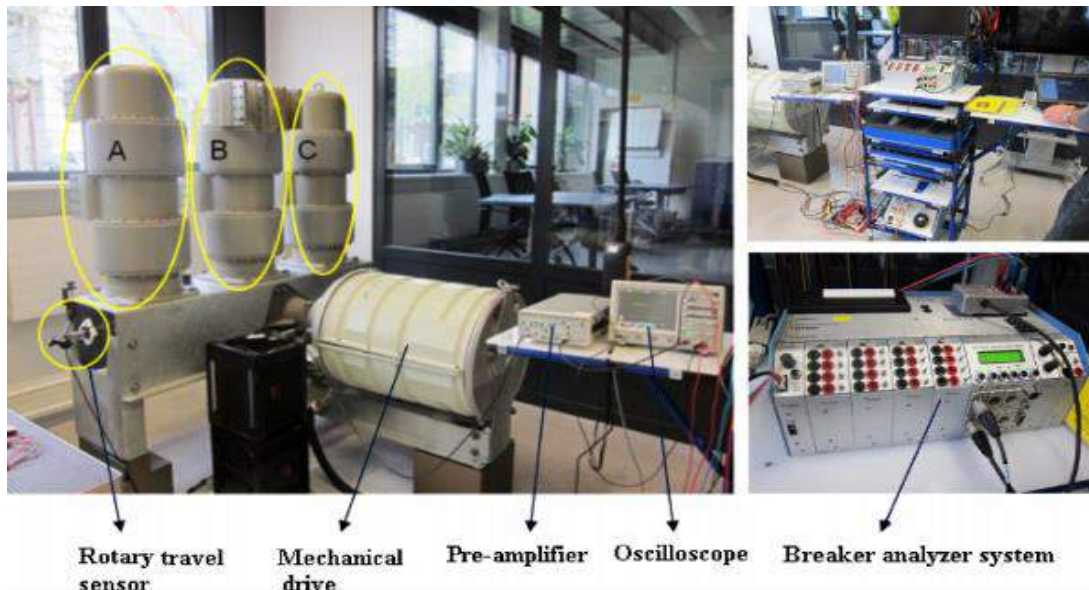 A
B
C
Rotary travel
sensor
Mechanical
drive
Pre-amplifier
Oscilloscope
Breaker analyzer system